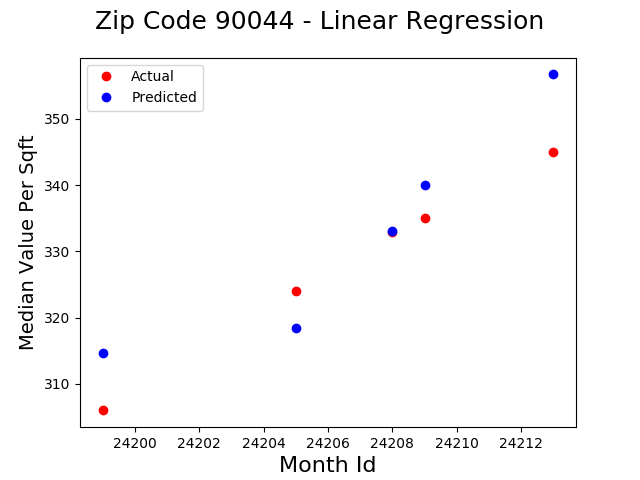 Zip Code 90044 - Linear Regression
Actual
Predicted
Median Value Per Sqft
350
340
330
320
310
24200 24202 24204 24206 24208 24210 24212
Month Id